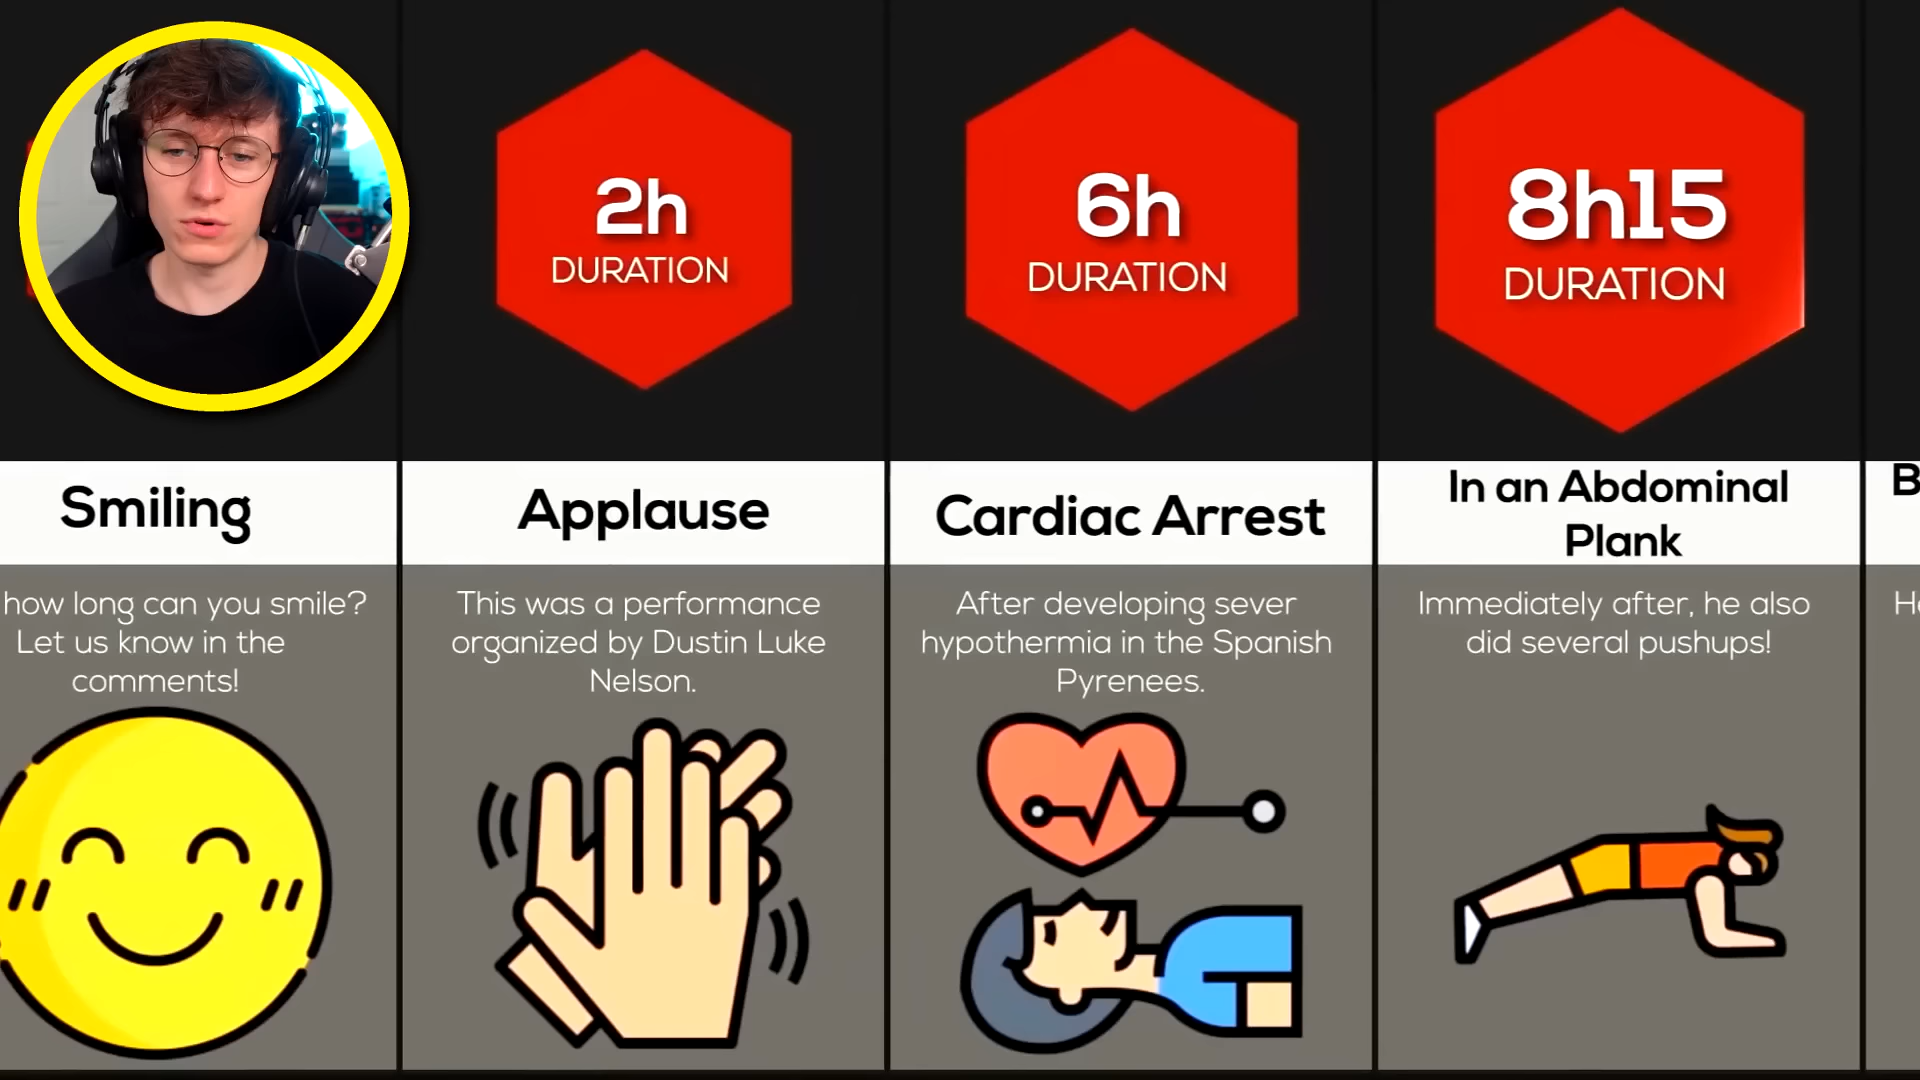 2h
DURATION
6h
DURATION
8h15
DURATION
Smiling
how long can you smile?
Let us know in the
comments!
Applause
This was a performance
organized by Dustin Luke
Nelson.
Cardiac Arrest
After developing sever
hypothermia in the Spanish
Pyrenees.
In an Abdominal
Plank
Immediately after, he also
did several pushups!